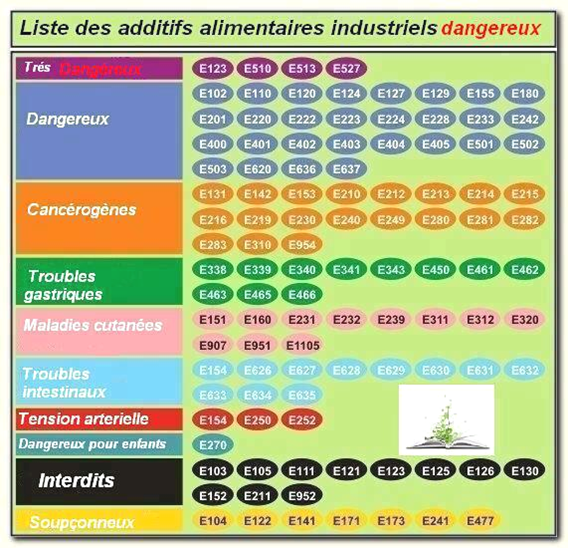 Liste des additifs alimentaires industriels dangereux
Trés Dangereux
E123 E510 E513 E527
Dangereux
E102 E110 E120 E124 E127 E129 E155 E180
E201 E220 E222 E223 E224 E228 E233 E242
E400 E401 E402 E403 E404 E405 E501 E502
E503 E620 E636 E637
Cancérogènes
E131 E142 E153 E210 E212 E213 E214 E215
E216 E219 E230 E240 E249 E280 E281 E282
E283 E310 E954
Troubles
gastriques
E338 E339 E340 E341 E343 E450 E461 E462
E463 E465 E466
Maladies cutanées
E151 E160 E231 E232 E239 E311 E312 E320
E907 E951 E1105
Troubles
intestinaux
E154 E626 E627 E628 E629 E630 E631 E632
E633 E634 E635
Tension arterielle
E154 E250 E252
Dangereux pour enfants
E270
Interdits
E103 E105 E111 E121 E123 E125 E126 E130
E152 E211 E952
Soupçonneux
E104 E122 E141 E171 E173 E241 E477